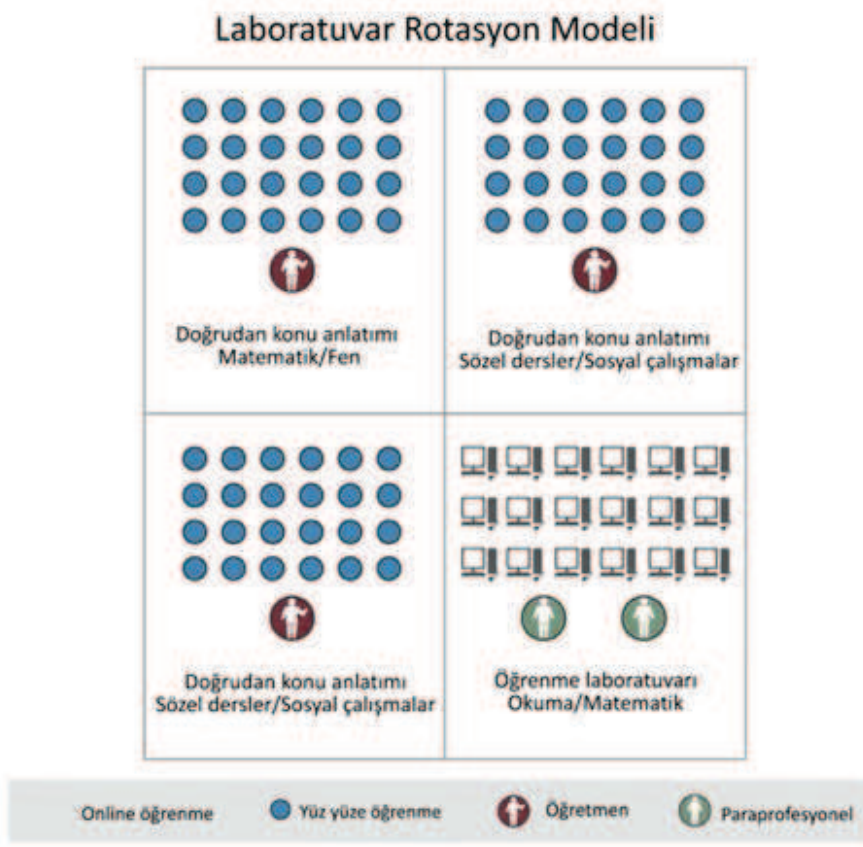 Laboratuvar Rotasyon Modeli
Doğrudan konu anlatımı
Matematik/Fen
Doğrudan konu anlatımı
Sözel dersler/Sosyal çalışmalar
Doğrudan konu anlatımı
Sözel dersler/Sosyal çalışmalar
Öğrenme laboratuvarı
Okuma/Matematik
Online öğrenme
Yüz yüze öğrenme
Öğretmen
Paraprofesyonel